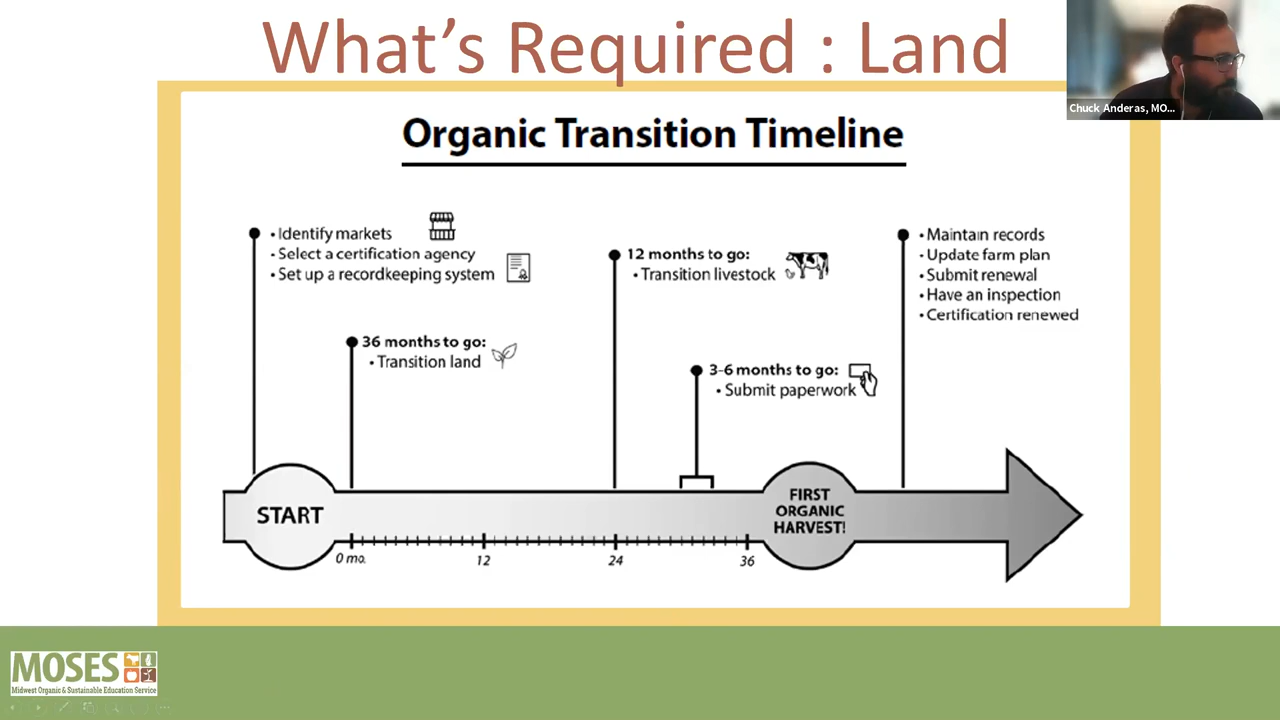 What's Required : Land
Chuck Anderas, MO...
Organic Transition Timeline
• Identify markets
• Select a certification agency
• Set up a recordkeeping system
36 months to go:
• Transition land
12 months to go:
• Transition livestock
3-6 months to go:
• Submit paperwork
• Maintain records
• Update farm plan
• Submit renewal
• Have an inspection
• Certification renewed
START
FIRST
ORGANIC
HARVEST!
0 mo.
12
24
36
MOSES
Midwest Organic & Sustainable Education Service